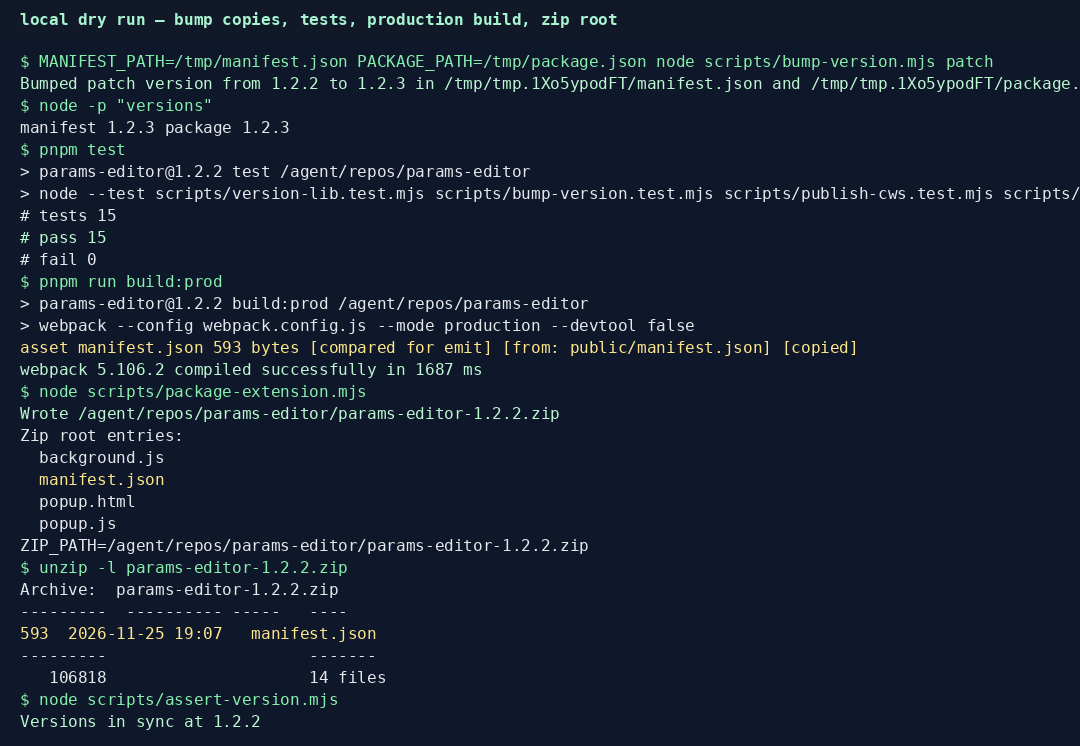 local dry run — bump copies, tests, production build, zip root
$ MANIFEST_PATH=/tmp/manifest.json PACKAGE_PATH=/tmp/package.json node scripts/bump-version.mjs patch
Bumped patch version from 1.2.2 to 1.2.3 in /tmp/tmp.1Xo5ypodFT/manifest.json and /tmp/tmp.1Xo5ypodFT/package.
$ node -p "versions"
manifest 1.2.3 package 1.2.3
$ pnpm test
> params-editor@1.2.2 test /agent/repos/params-editor
> node --test scripts/version-lib.test.mjs scripts/bump-version.test.mjs scripts/publish-cws.test.mjs scripts/
# tests 15
# pass 15
# fail 0
$ pnpm run build:prod
> params-editor@1.2.2 build:prod /agent/repos/params-editor
> webpack --config webpack.config.js --mode production --devtool false
asset manifest.json 593 bytes [compared for emit] [from: public/manifest.json] [copied]
webpack 5.106.2 compiled successfully in 1687 ms
$ node scripts/package-extension.mjs
Wrote /agent/repos/params-editor/params-editor-1.2.2.zip
Zip root entries:
  background.js
  manifest.json
  popup.html
  popup.js
ZIP_PATH=/agent/repos/params-editor/params-editor-1.2.2.zip
$ unzip -l params-editor-1.2.2.zip
Archive:  params-editor-1.2.2.zip
---------  ---------- -----   ----
593  2026-11-25 19:07   manifest.json
---------                     -------
   106818                     14 files
$ node scripts/assert-version.mjs
Versions in sync at 1.2.2